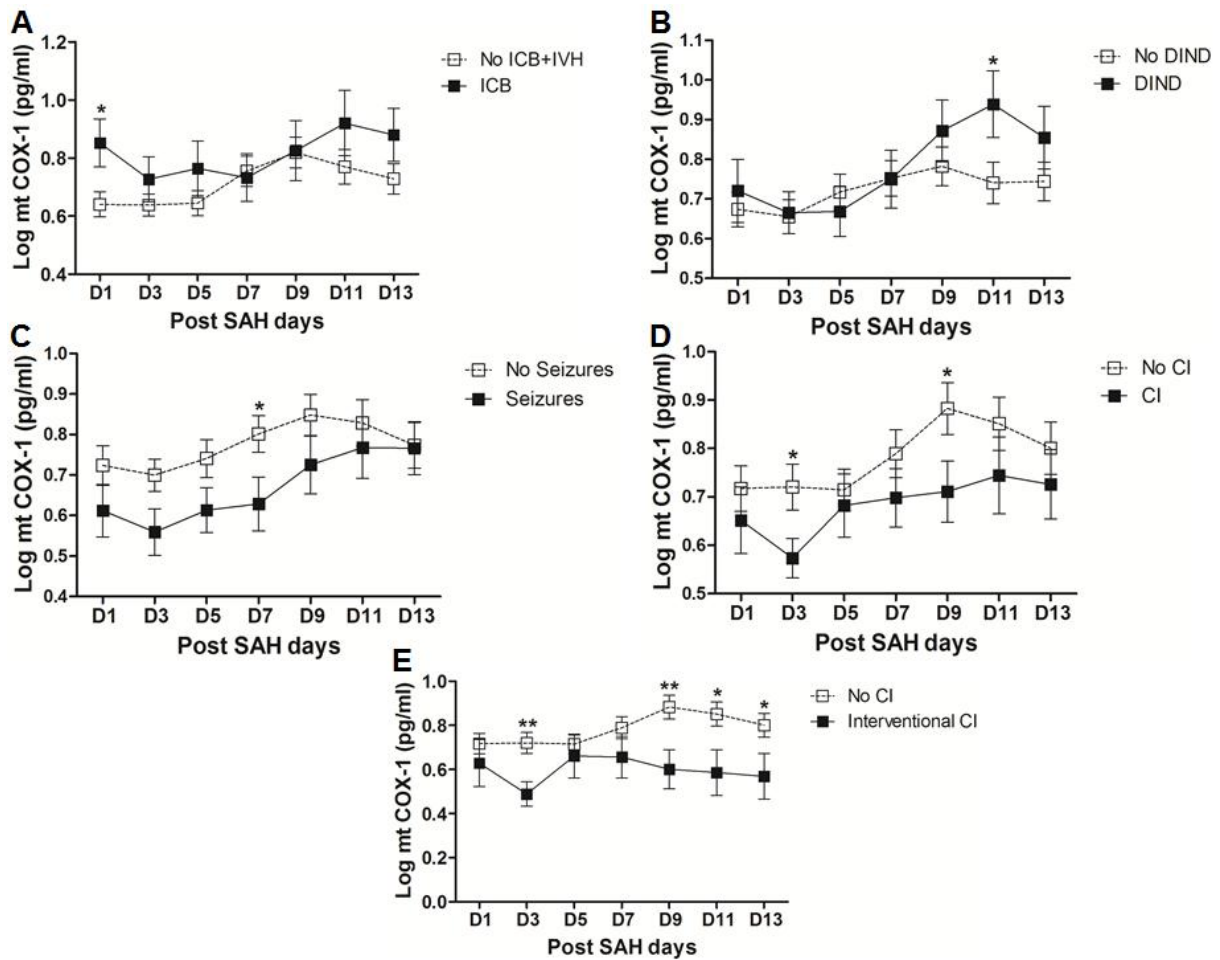 A
Log mt COX-1 (pg/ml)
1.2
1.0
0.8
0.6
0.4
*
D1 D3 D5 D7 D9 D11 D13
Post SAH days
No ICB+IVH
ICB
B
Log mt COX-1 (pg/ml)
1.1
1.0
0.9
0.8
0.7
0.6
0.5
*
D1 D3 D5 D7 D9 D11 D13
Post SAH days
No DIND
DIND
C
Log mt COX-1 (pg/ml)
1.0
0.9
0.8
0.7
0.6
0.5
0.4
*
D1 D3 D5 D7 D9 D11 D13
Post SAH days
No Seizures
Seizures
D
Log mt COX-1 (pg/ml)
1.0
0.9
0.8
0.7
0.6
0.5
* *
D1 D3 D5 D7 D9 D11 D13
Post SAH days
No CI
CI
E
Log mt COX-1 (pg/ml)
1.0
0.8
0.6
0.4
0.2
0.0
** ** * *
D1 D3 D5 D7 D9 D11 D13
Post SAH days
No CI
Interventional CI